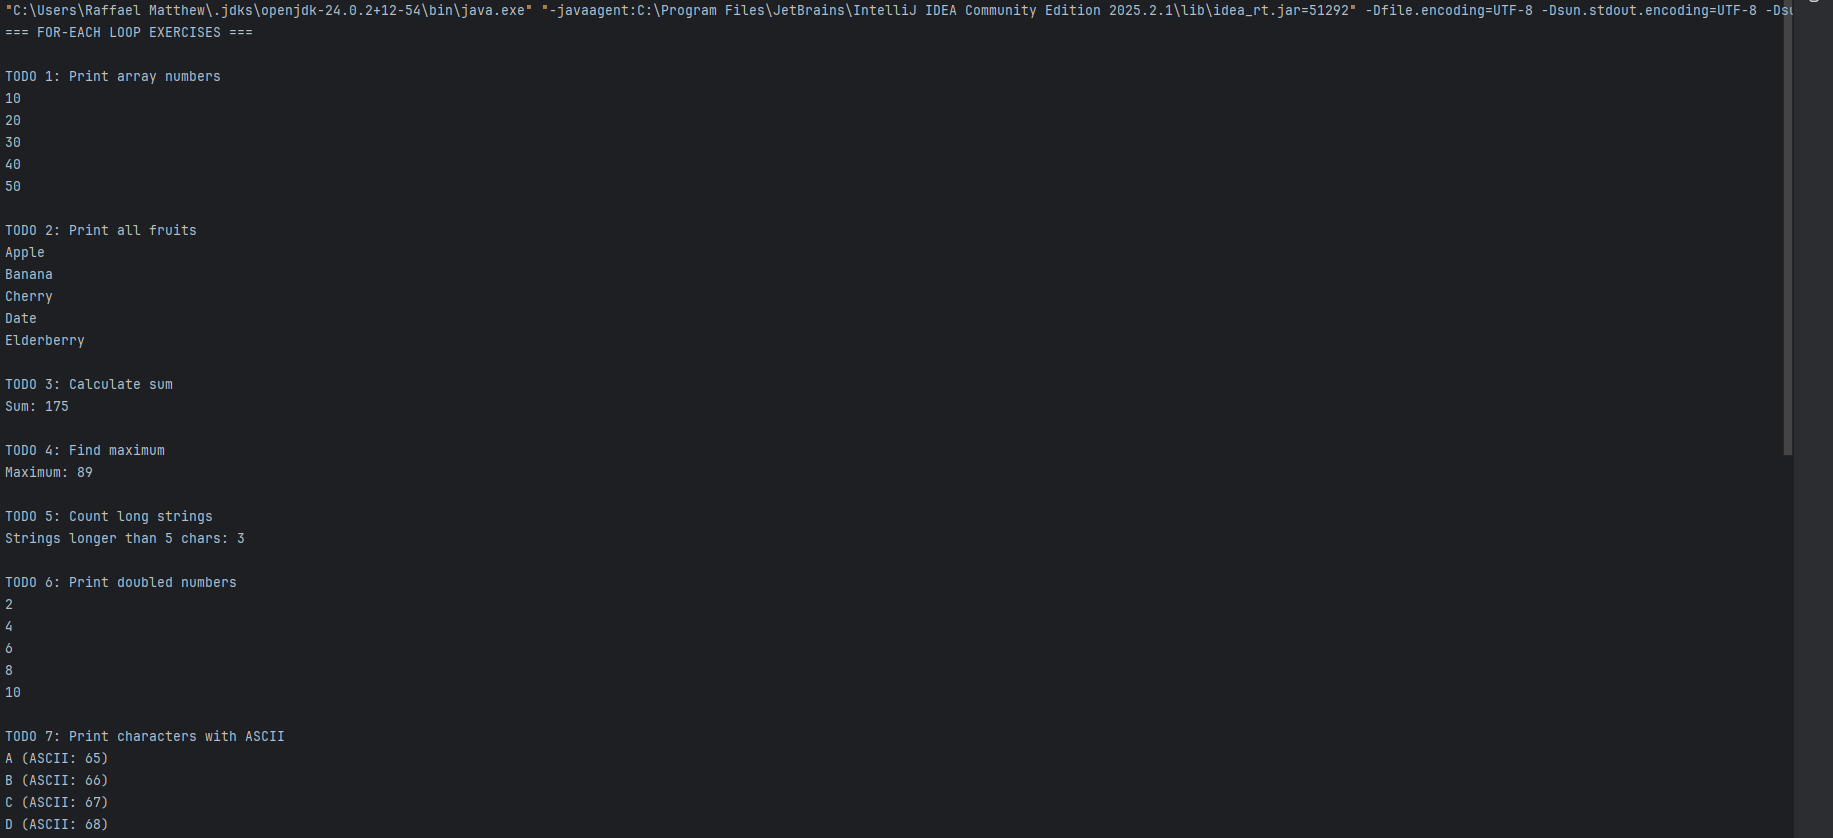 "C:\Users\Raffael Matthew\.jdks\openjdk-24.0.2+12-54\bin\java.exe" "-javaagent:C:\Program Files\JetBrains\IntelliJ IDEA Community Edition 2025.2.1\lib\idea_rt.jar=51292" -Dfile.encoding=UTF-8 -Dsun.stdout.encoding=UTF-8
=== FOR-EACH LOOP EXERCISES ===
TODO 1: Print array numbers
10
20
30
40
50
TODO 2: Print all fruits
Apple
Banana
Cherry
Date
Elderberry
TODO 3: Calculate sum
Sum: 175
TODO 4: Find maximum
Maximum: 89
TODO 5: Count long strings
Strings longer than 5 chars: 3
TODO 6: Print doubled numbers
2
4
6
8
10
TODO 7: Print characters with ASCII
A (ASCII: 65)
B (ASCII: 66)
C (ASCII: 67)
D (ASCII: 68)